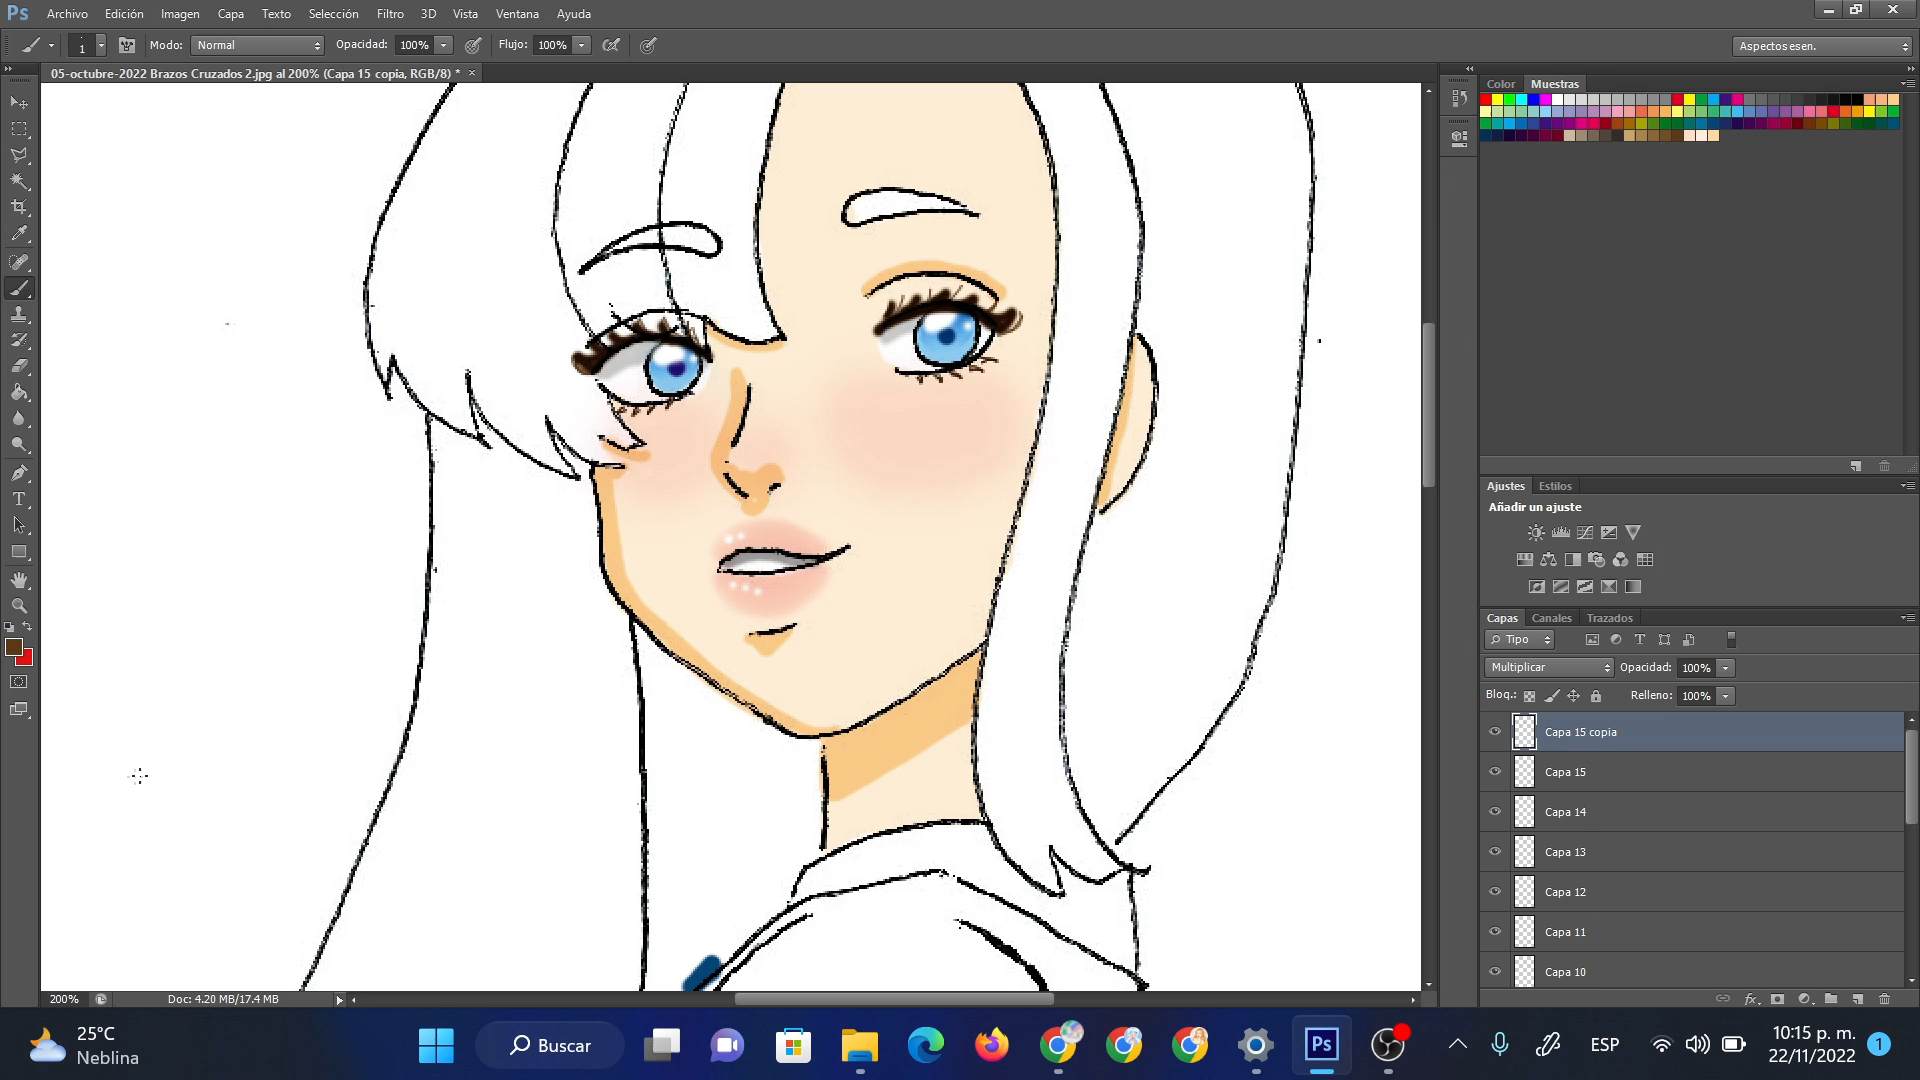 Ps Archivo Edición Imagen Capa Texto Selección Filtro 3D Vista Ventana Ayuda
1 Modo: Normal Opacidad: 100% Flujo: 100% Aspectos esen.
05-octubre-2022 Brazos Cruzados 2.jpg al 200% (Capa 15 copia, RGB/8) * ×
Color Muestras
Ajustes Estilos
Añadir un ajuste
Capas Canales Trazados
Tipo
Multiplicar Opacidad: 100%
Bloq.: Relleno: 100%
Capa 15 copia
Capa 15
Capa 14
Capa 13
Capa 12
Capa 11
Capa 10
200% Doc: 4.20 MB/17.4 MB
fx
25°C
Neblina
Buscar
Ps
ESP
10:15 p. m.
22/11/2022
1